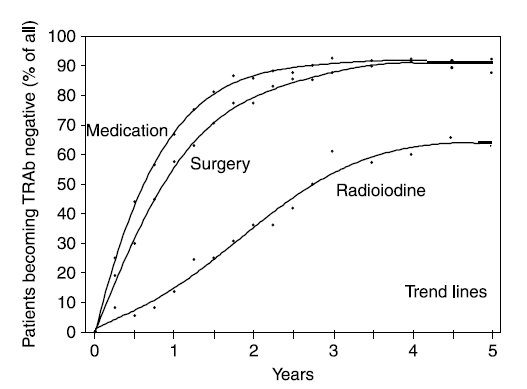 Patients becoming TRAb negative (% of all)
100
90
80
70
60
50
40
30
20
10
0
Medication
Surgery
Radioiodine
Trend lines
0 1 2 3 4 5
Years